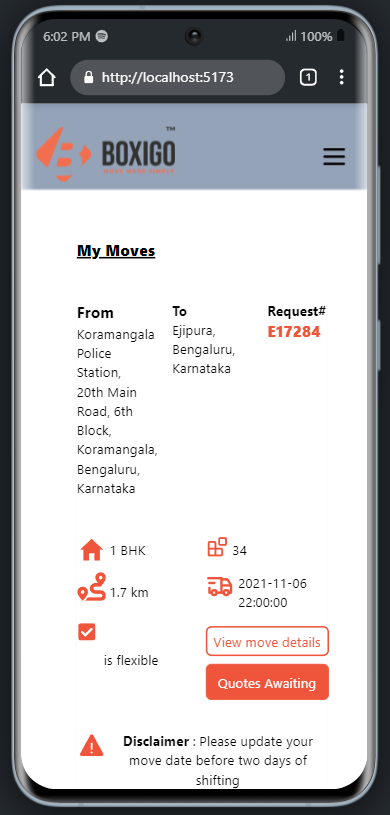 6:02 PM
100%
http://localhost:5173
1
BOXIGO
TM
MOVE MADE SIMPLE
My Moves
From
Koramangala
Police
Station,
20th Main
Road, 6th
Block,
Koramangala,
Bengaluru,
Karnataka
To
Ejipura,
Bengaluru,
Karnataka
Request#
E17284
1 BHK
34
1.7 km
2021-11-06
22:00:00
is flexible
View move details
Quotes Awaiting
Disclaimer : Please update your
move date before two days of
shifting